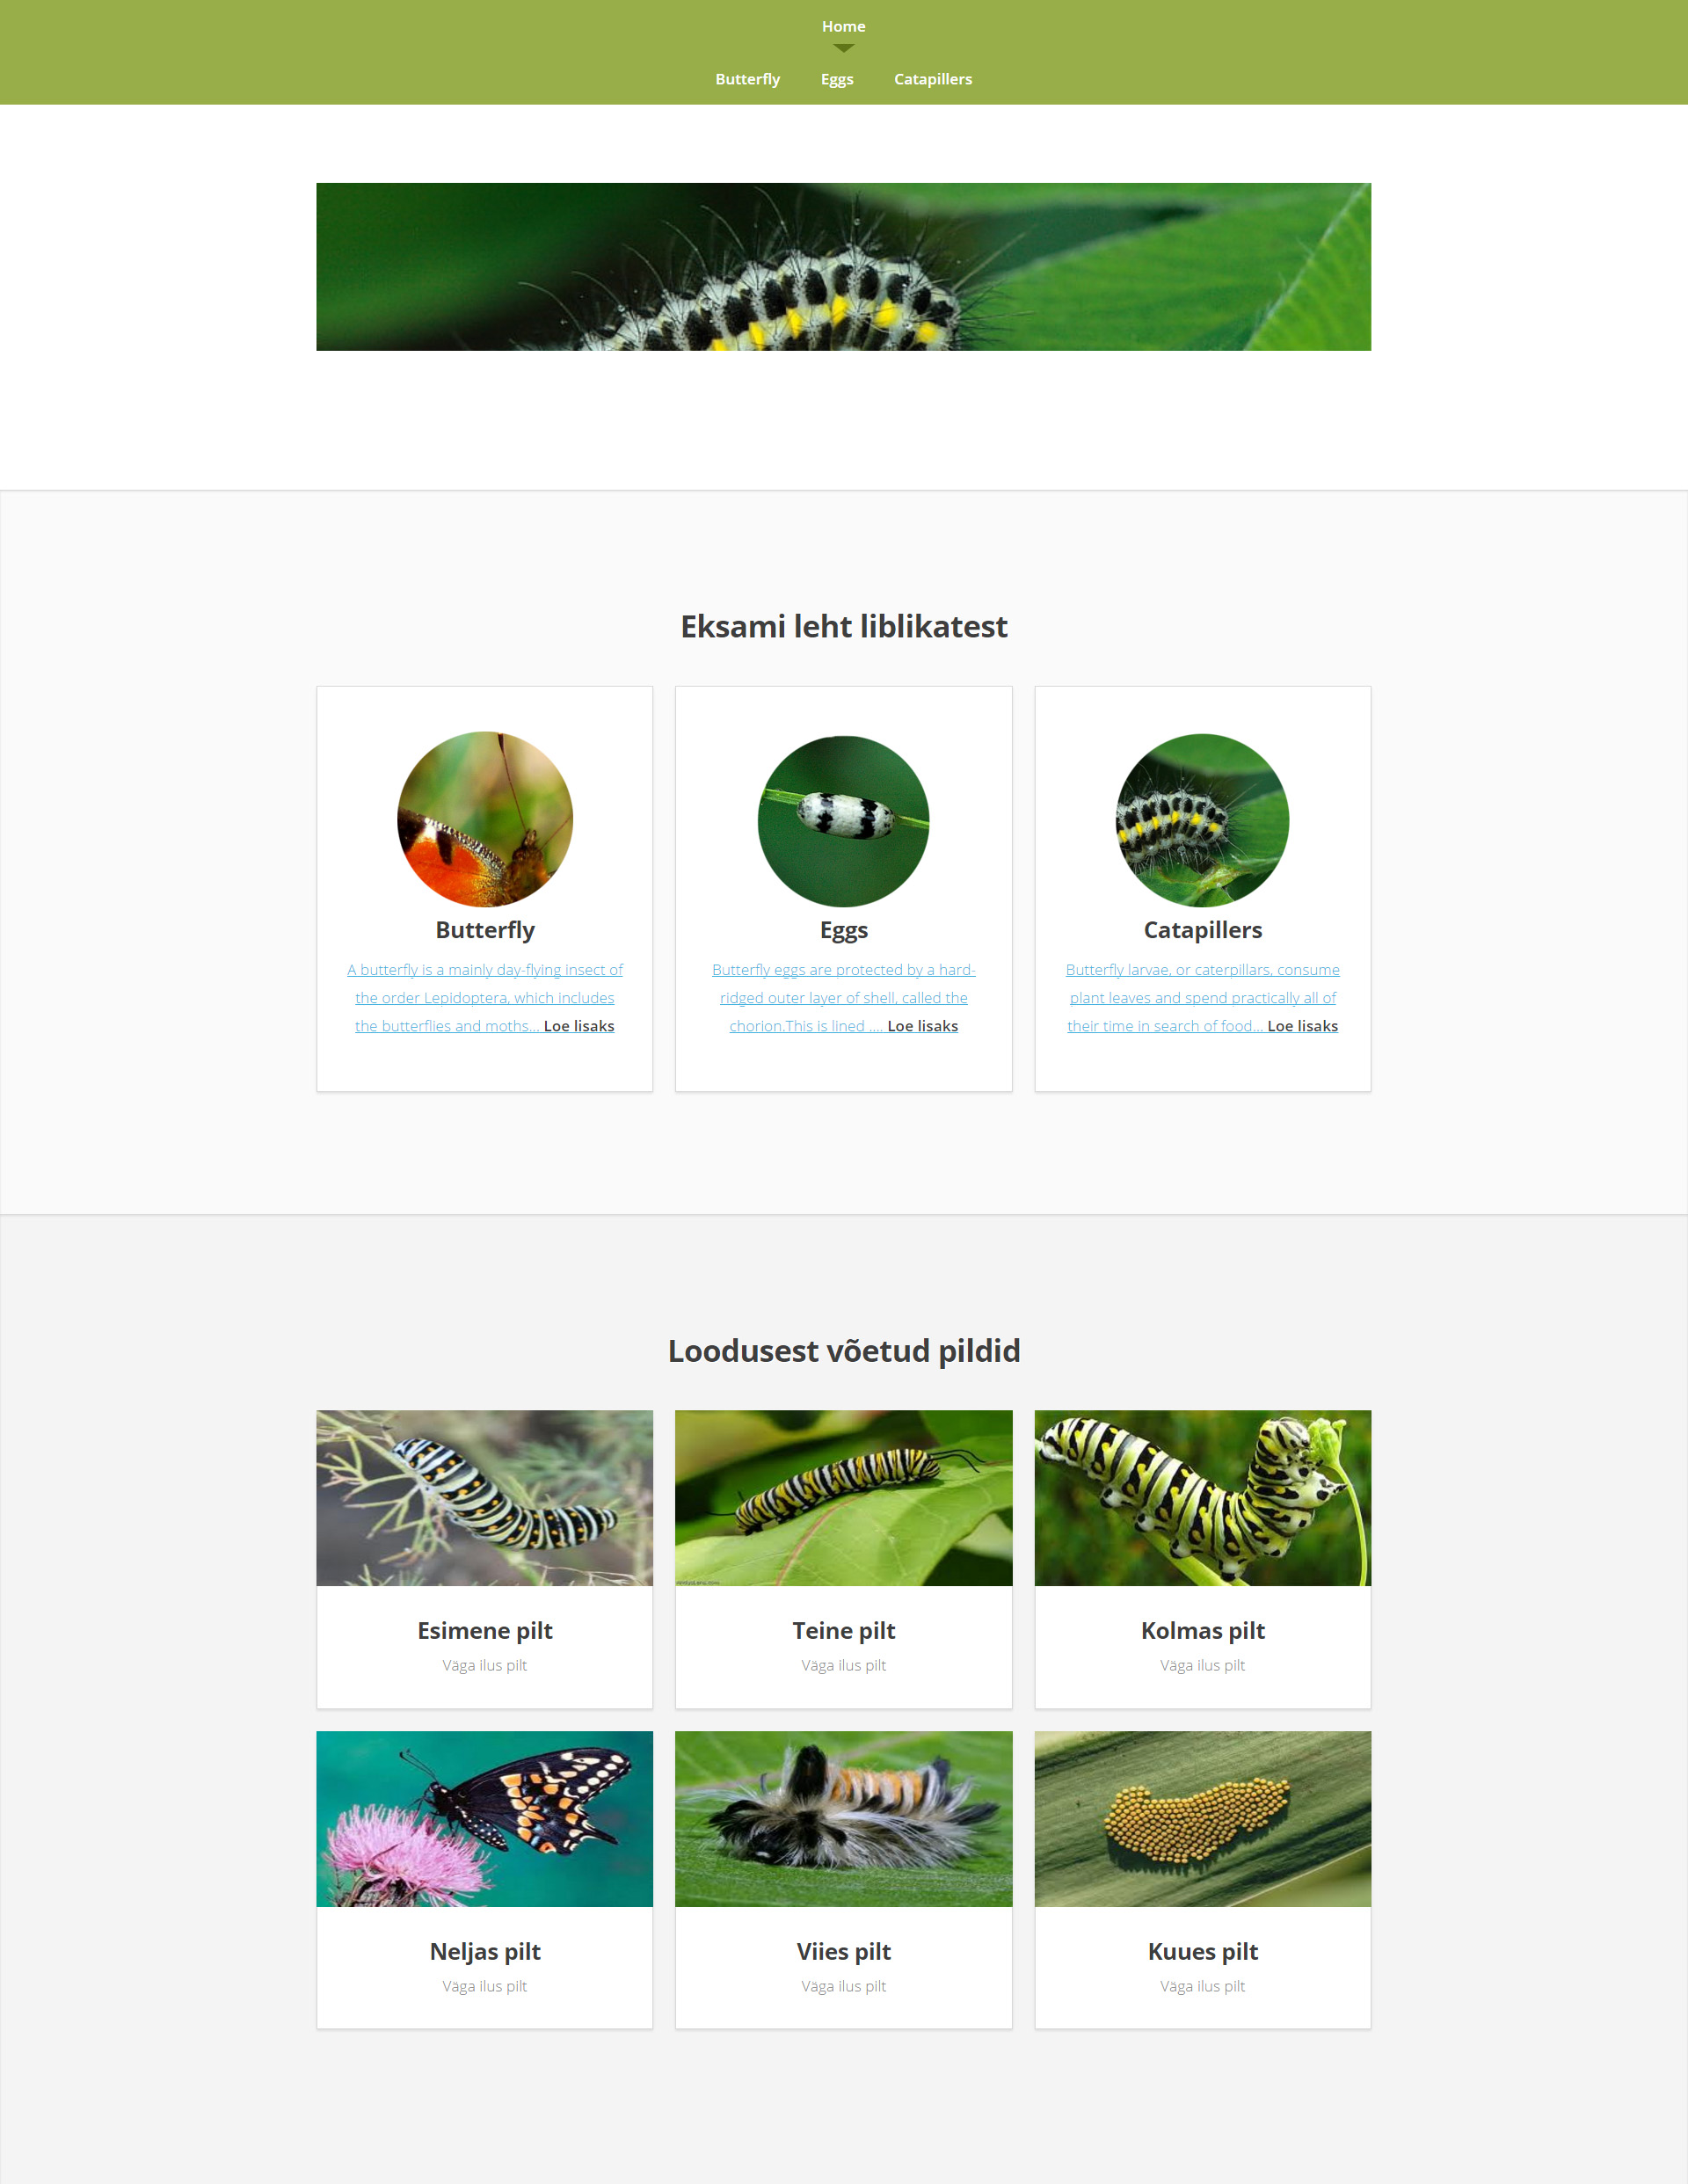 Home
Butterfly Eggs Catapillers
Eksami leht liblikatest
Butterfly
A butterfly is a mainly day-flying insect of
the order Lepidoptera, which includes
the butterflies and moths... Loe lisaks
Eggs
Butterfly eggs are protected by a hard-
ridged outer layer of shell, called the
chorion.This is lined .... Loe lisaks
Catapillers
Butterfly larvae, or caterpillars, consume
plant leaves and spend practically all of
their time in search of food... Loe lisaks
Loodusest võetud pildid
Esimene pilt
Väga ilus pilt
Teine pilt
Väga ilus pilt
Kolmas pilt
Väga ilus pilt
Neljas pilt
Väga ilus pilt
Viies pilt
Väga ilus pilt
Kuues pilt
Väga ilus pilt